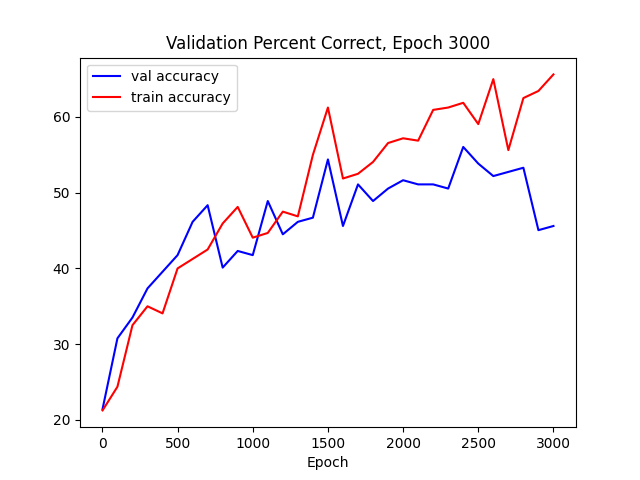 Validation Percent Correct, Epoch 3000
val accuracy
train accuracy
60
50
40
30
20
0 500 1000 1500 2000 2500 3000
Epoch